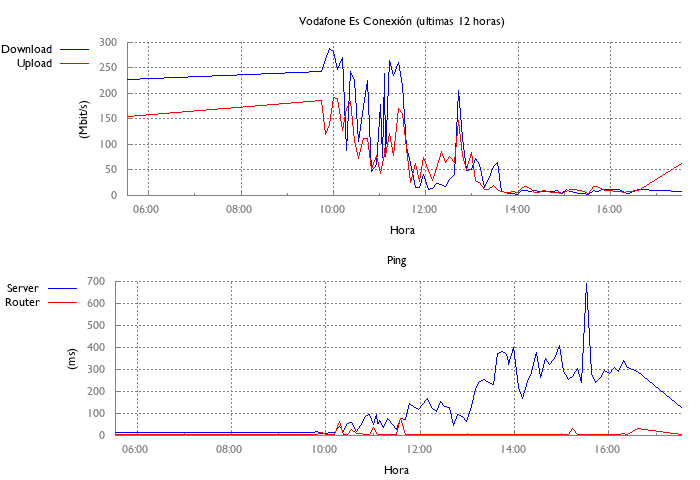 Vodafone Es Conexión (ultimas 12 horas)
Download
Upload
(Mbit/s)
300
250
200
150
100
50
0
06:00 08:00 10:00 12:00 14:00 16:00
Hora
Ping
Server
Router
(ms)
700
600
500
400
300
200
100
0
06:00 10:00 12:00 14:00 16:00
Hora